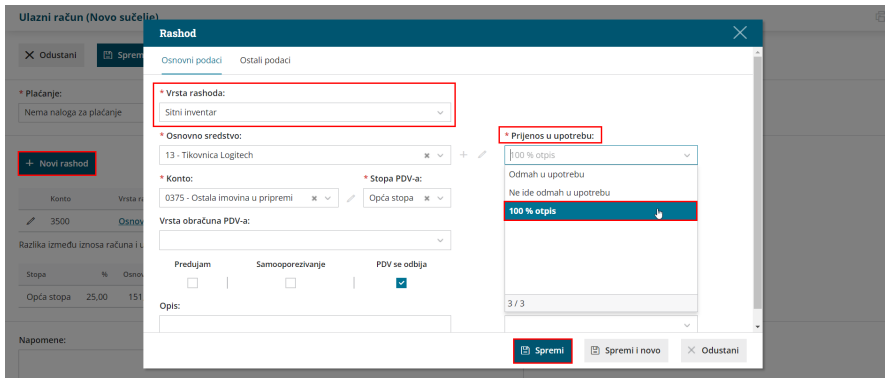 Ulazni račun (Novo sučelje)
Odustani
Sprem
* Plaćanje:
Nema naloga za plaćanje
+ Novi rashod
Konto
Vrsta ra
3500
Osnov
Razlika između iznosa računa i u
Stopa
%
Osnov
Opća stopa
25,00
151
Napomene:
Rashod
Osnovni podaci
Ostali podaci
* Vrsta rashoda:
Sitni inventar
* Osnovno sredstvo:
13 - Tikovnica Logitech
* Konto:
* Stopa PDV-a:
0375 - Ostala imovina u pripremi
Opća stopa
Vrsta obračuna PDV-a:
Predujam
Samooporezivanje
PDV se odbija
Opis:
* Prijenos u upotrebu:
100 % otpis
Odmah u upotrebu
Ne ide odmah u upotrebu
100 % otpis
3 / 3
Spremi
Spremi i novo
Odustani